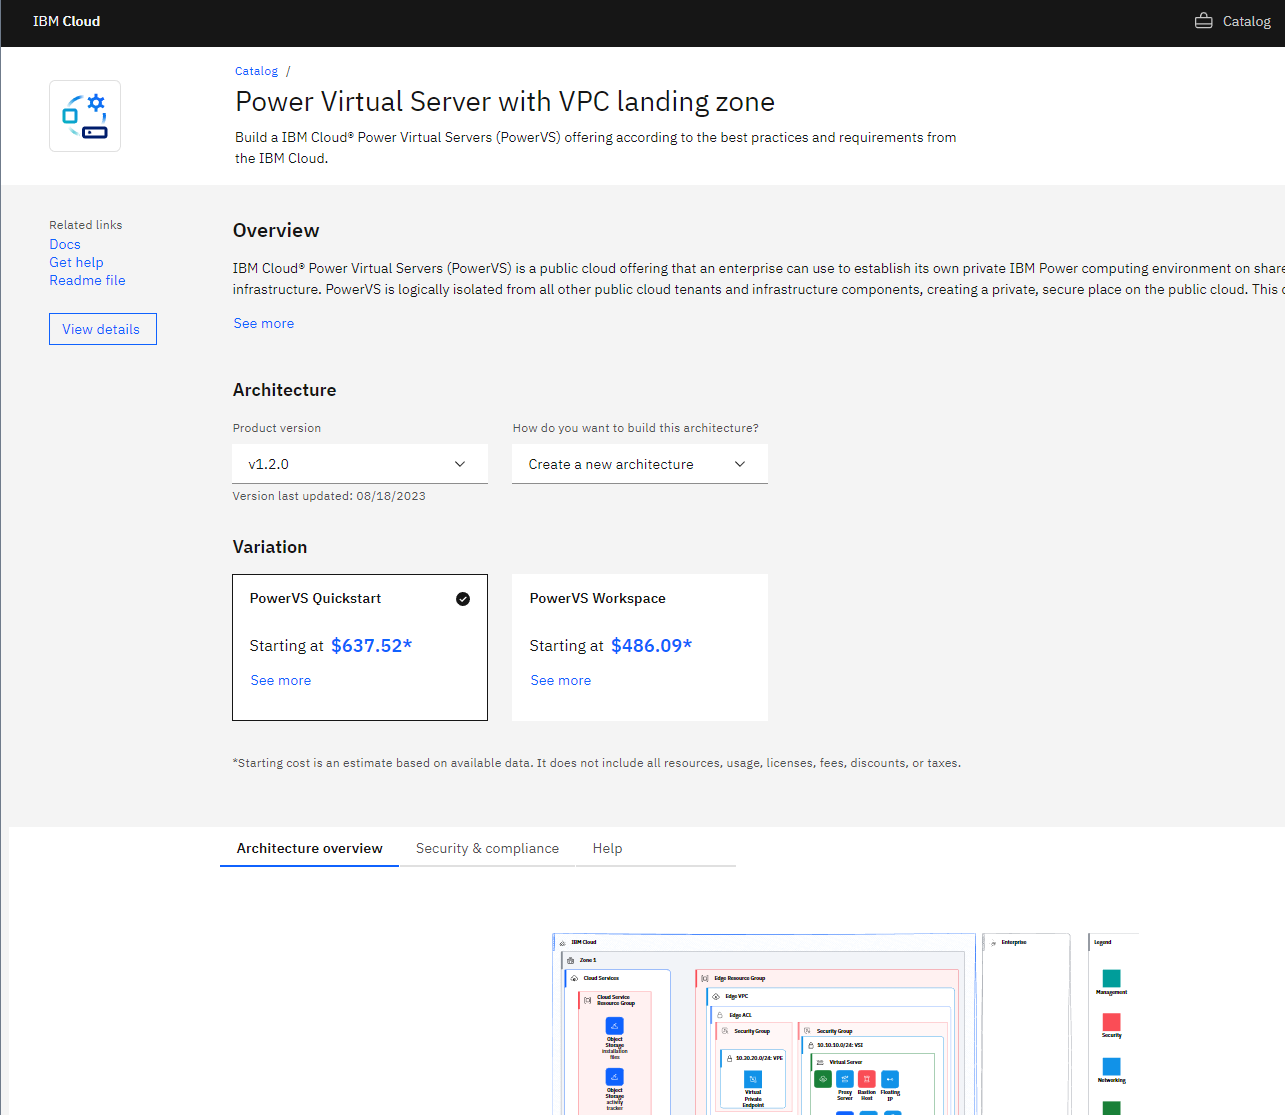 IBM Cloud
Catalog
Catalog /
Power Virtual Server with VPC landing zone
Build a IBM Cloud® Power Virtual Servers (PowerVS) offering according to the best practices and requirements from
the IBM Cloud.
Related links
Docs
Get help
Readme file
View details
Overview
IBM Cloud® Power Virtual Servers (PowerVS) is a public cloud offering that an enterprise can use to establish its own private IBM Power computing environment on share
infrastructure. PowerVS is logically isolated from all other public cloud tenants and infrastructure components, creating a private, secure place on the public cloud. This
See more
Architecture
Product version
How do you want to build this architecture?
v1.2.0
Create a new architecture
Version last updated: 08/18/2023
Variation
PowerVS Quickstart
Starting at $637.52*
See more
PowerVS Workspace
Starting at $486.09*
See more
*Starting cost is an estimate based on available data. It does not include all resources, usage, licenses, fees, discounts, or taxes.
Architecture overview
Security & compliance
Help
IBM Cloud
Zone 1
Cloud Services
Cloud Service
Resource Group
Object
Storage
installation
files
Object
Storage
activity
tracker
Edge Resource Group
Edge VPC
Edge ACL
Security Group
10.20.20.0/24: VPE
Virtual
Private
Endpoint
Security Group
10.10.10.0/24: VSI
Virtual Server
Proxy
Server
Bastion
Host
Floating
IP
Enterprise
Legend
Management
Security
Networking